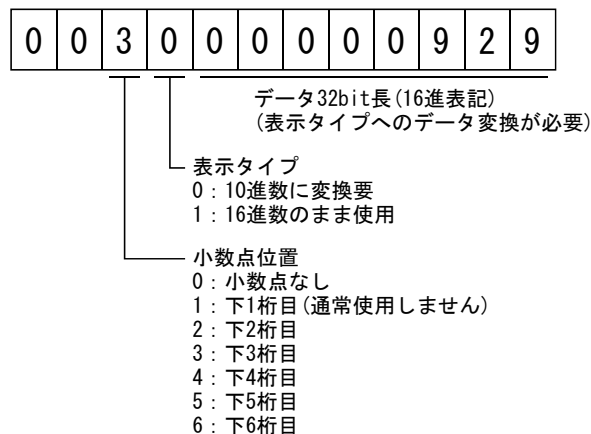 0 0 3 0 0 0 0 0 0 9 2 9
データ32bit長(16進表記)
(表示タイプへのデータ変換が必要)
表示タイプ
0：10進数に変換要
1：16進数のまま使用
小数点位置
0：小数点なし
1：下1桁目(通常使用しません)
2：下2桁目
3：下3桁目
4：下4桁目
5：下5桁目
6：下6桁目